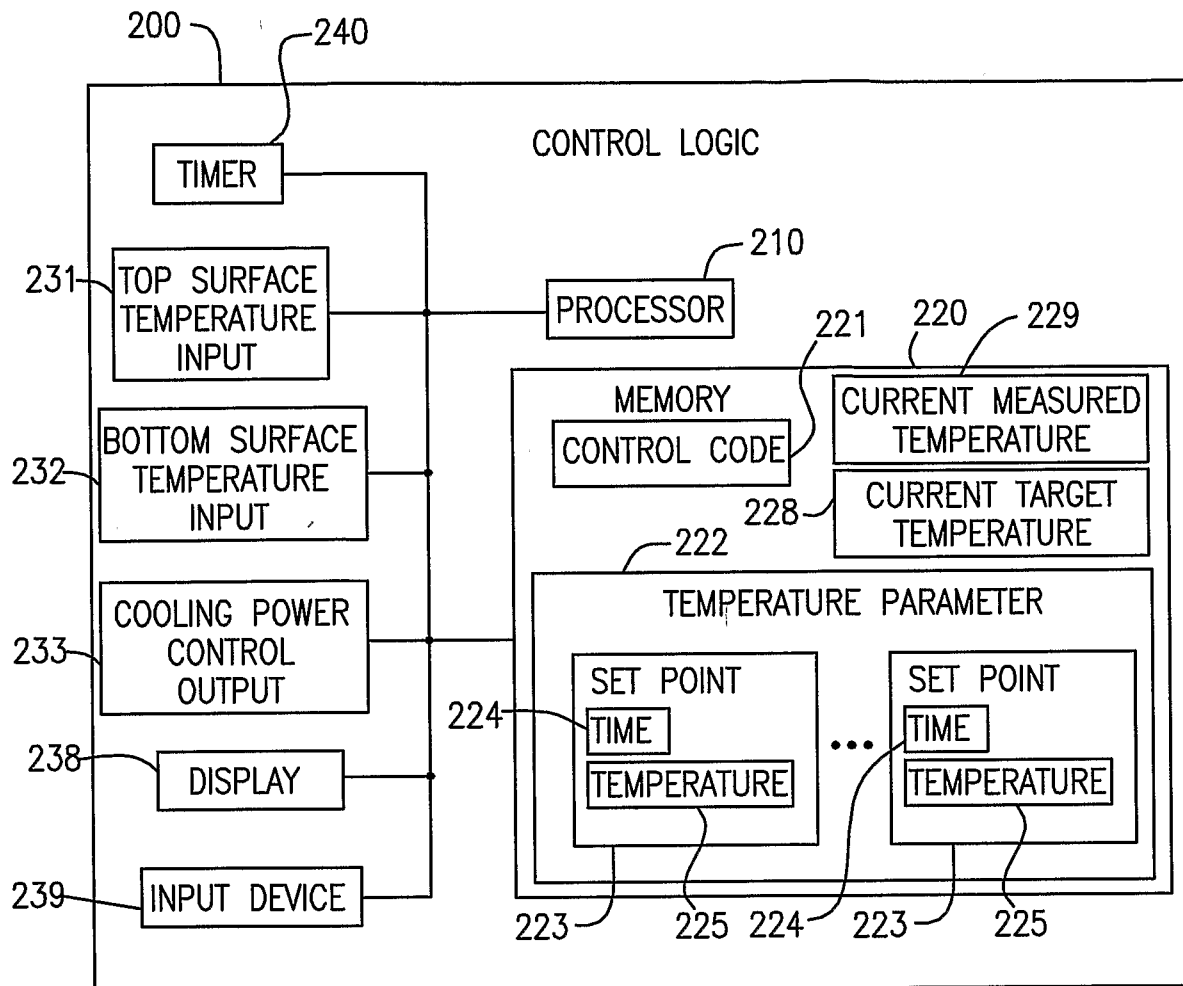 200
240
CONTROL LOGIC
TIMER
210
231
TOP SURFACE
TEMPERATURE
INPUT
PROCESSOR
221
220
229
MEMORY
CONTROL CODE
CURRENT MEASURED
TEMPERATURE
232
BOTTOM SURFACE
TEMPERATURE
INPUT
228
CURRENT TARGET
TEMPERATURE
222
TEMPERATURE PARAMETER
233
COOLING POWER
CONTROL
OUTPUT
SET POINT
224
TIME
TEMPERATURE
...
SET POINT
TIME
TEMPERATURE
238
DISPLAY
239
INPUT DEVICE
223
225
224
223
225